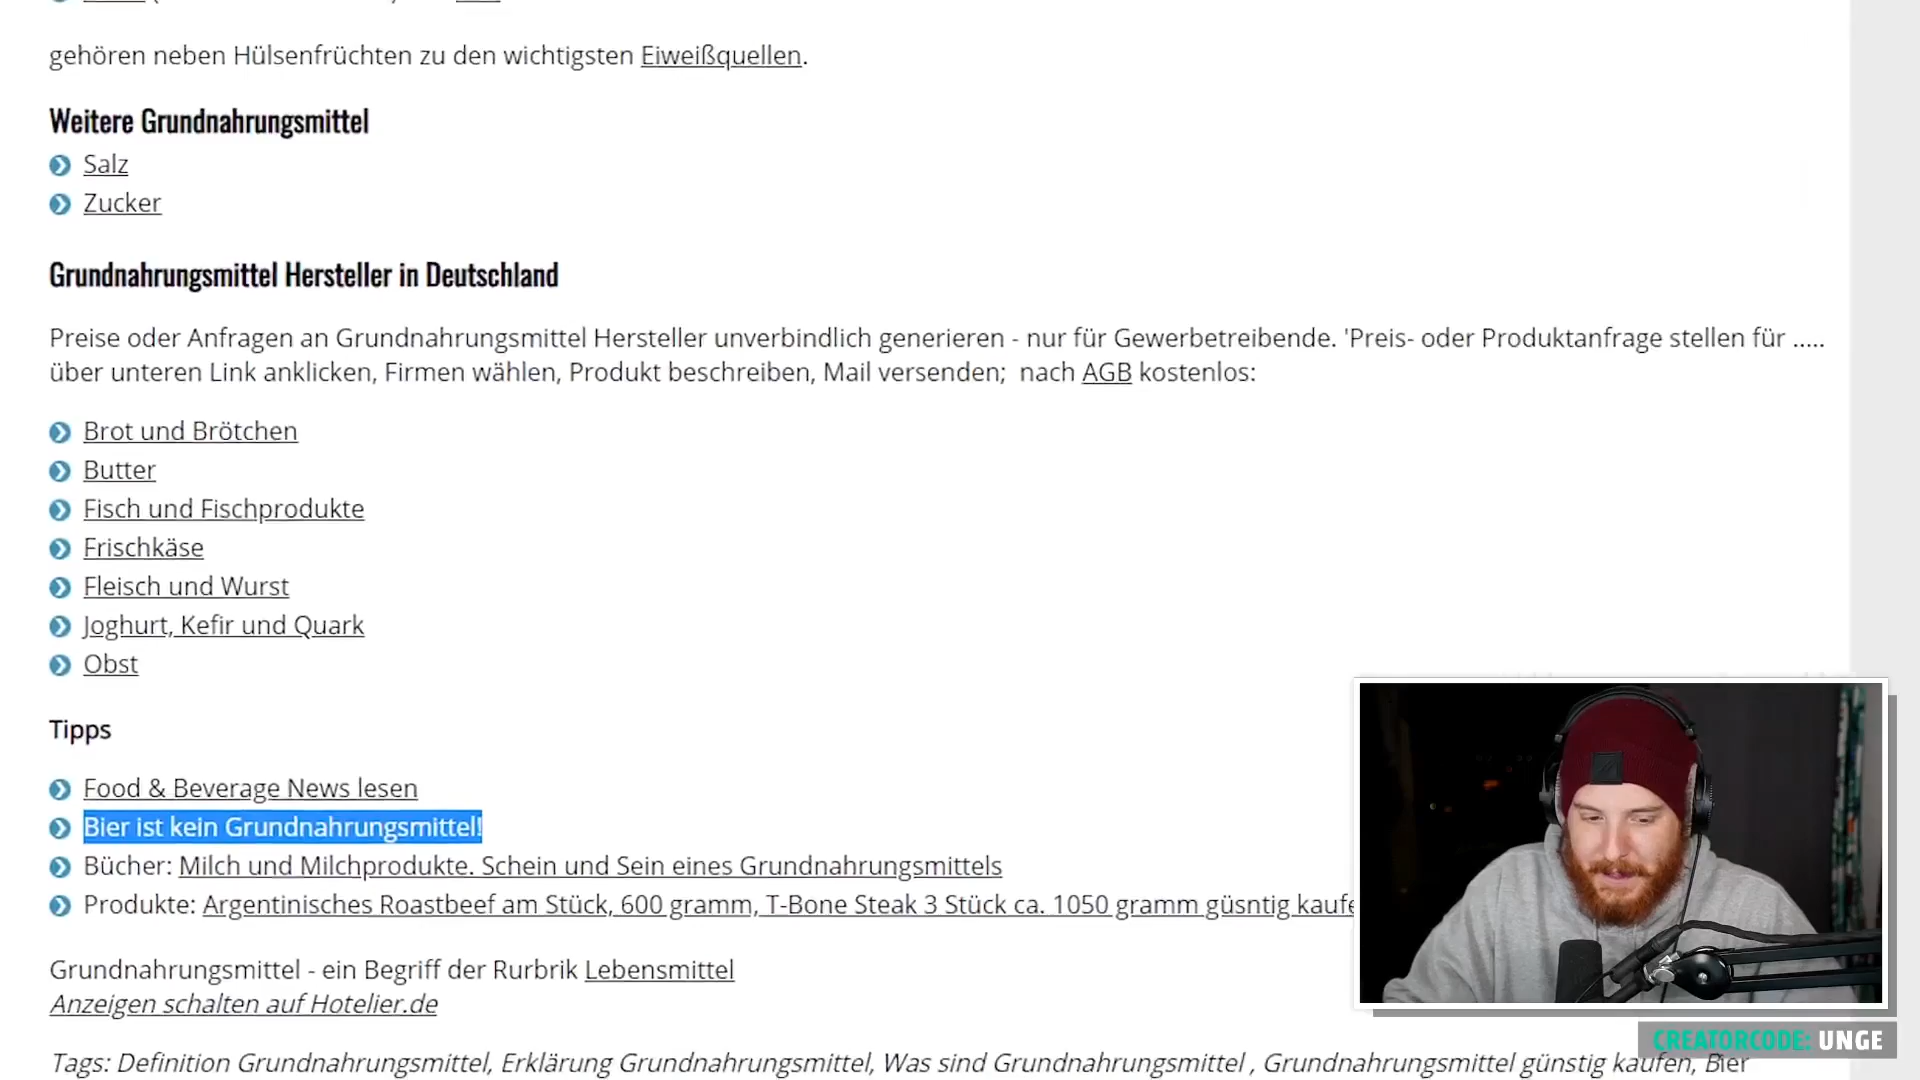 gehören neben Hülsenfrüchten zu den wichtigsten Eiweißquellen.
Weitere Grundnahrungsmittel
Salz
Zucker
Grundnahrungsmittel Hersteller in Deutschland
Preise oder Anfragen an Grundnahrungsmittel Hersteller unverbindlich generieren - nur für Gewerbetreibende. 'Preis- oder Produktanfrage stellen für .....
über unteren Link anklicken, Firmen wählen, Produkt beschreiben, Mail versenden; nach AGB kostenlos:
Brot und Brötchen
Butter
Fisch und Fischprodukte
Frischkäse
Fleisch und Wurst
Joghurt, Kefir und Quark
Obst
Tipps
Food & Beverage News lesen
Bier ist kein Grundnahrungsmittel!
Bücher: Milch und Milchprodukte. Schein und Sein eines Grundnahrungsmittels
Produkte: Argentinisches Roastbeef am Stück, 600 gramm, T-Bone Steak 3 Stück ca. 1050 gramm güsntig kaufe
Grundnahrungsmittel - ein Begriff der Rurbrik Lebensmittel
Anzeigen schalten auf Hotelier.de
CREATORCODE: UNGE
Tags: Definition Grundnahrungsmittel, Erklärung Grundnahrungsmittel, Was sind Grundnahrungsmittel , Grundnahrungsmittel günstig kaufen, Bier